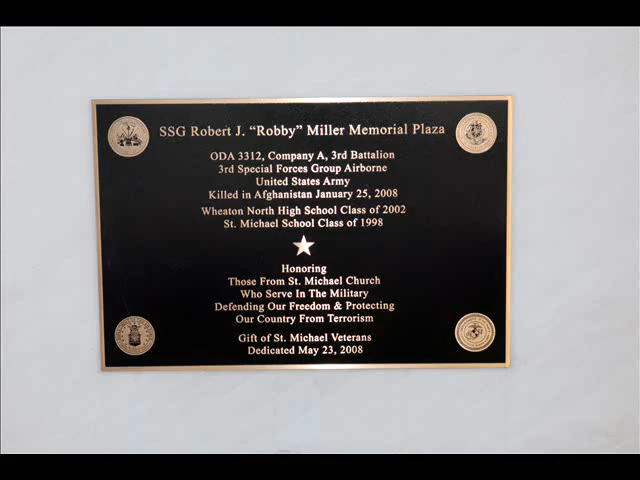 SSG Robert J. “Robby” Miller Memorial Plaza
ODA 3312, Company A, 3rd Battalion
3rd Special Forces Group Airborne
United States Army
Killed in Afghanistan January 25, 2008
Wheaton North High School Class of 2002
St. Michael School Class of 1998
Honoring
Those From St. Michael Church
Who Serve In The Military
Defending Our Freedom & Protecting
Our Country From Terrorism
Gift of St. Michael Veterans
Dedicated May 23, 2008